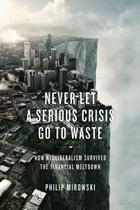 NEVER LET
A SERIOUS CRISIS
GO TO WASTE
HOW NEOLIBERALISM SURVIVED
THE FINANCIAL MELTDOWN
PHILIP MIROWSKI